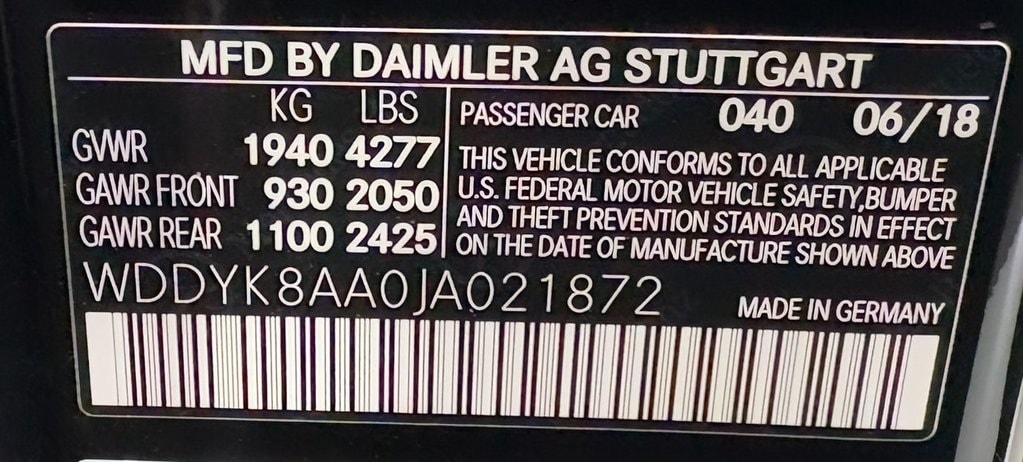 MFD BY DAIMLER AG STUTTGART
KG LBS
GVWR 1940 4277
GAWR FRONT 930 2050
GAWR REAR 1100 2425
PASSENGER CAR 040 06/18
THIS VEHICLE CONFORMS TO ALL APPLICABLE
U.S. FEDERAL MOTOR VEHICLE SAFETY,BUMPER
AND THEFT PREVENTION STANDARDS IN EFFECT
ON THE DATE OF MANUFACTURE SHOWN ABOVE
WDDYK8AA0JA021872
MADE IN GERMANY